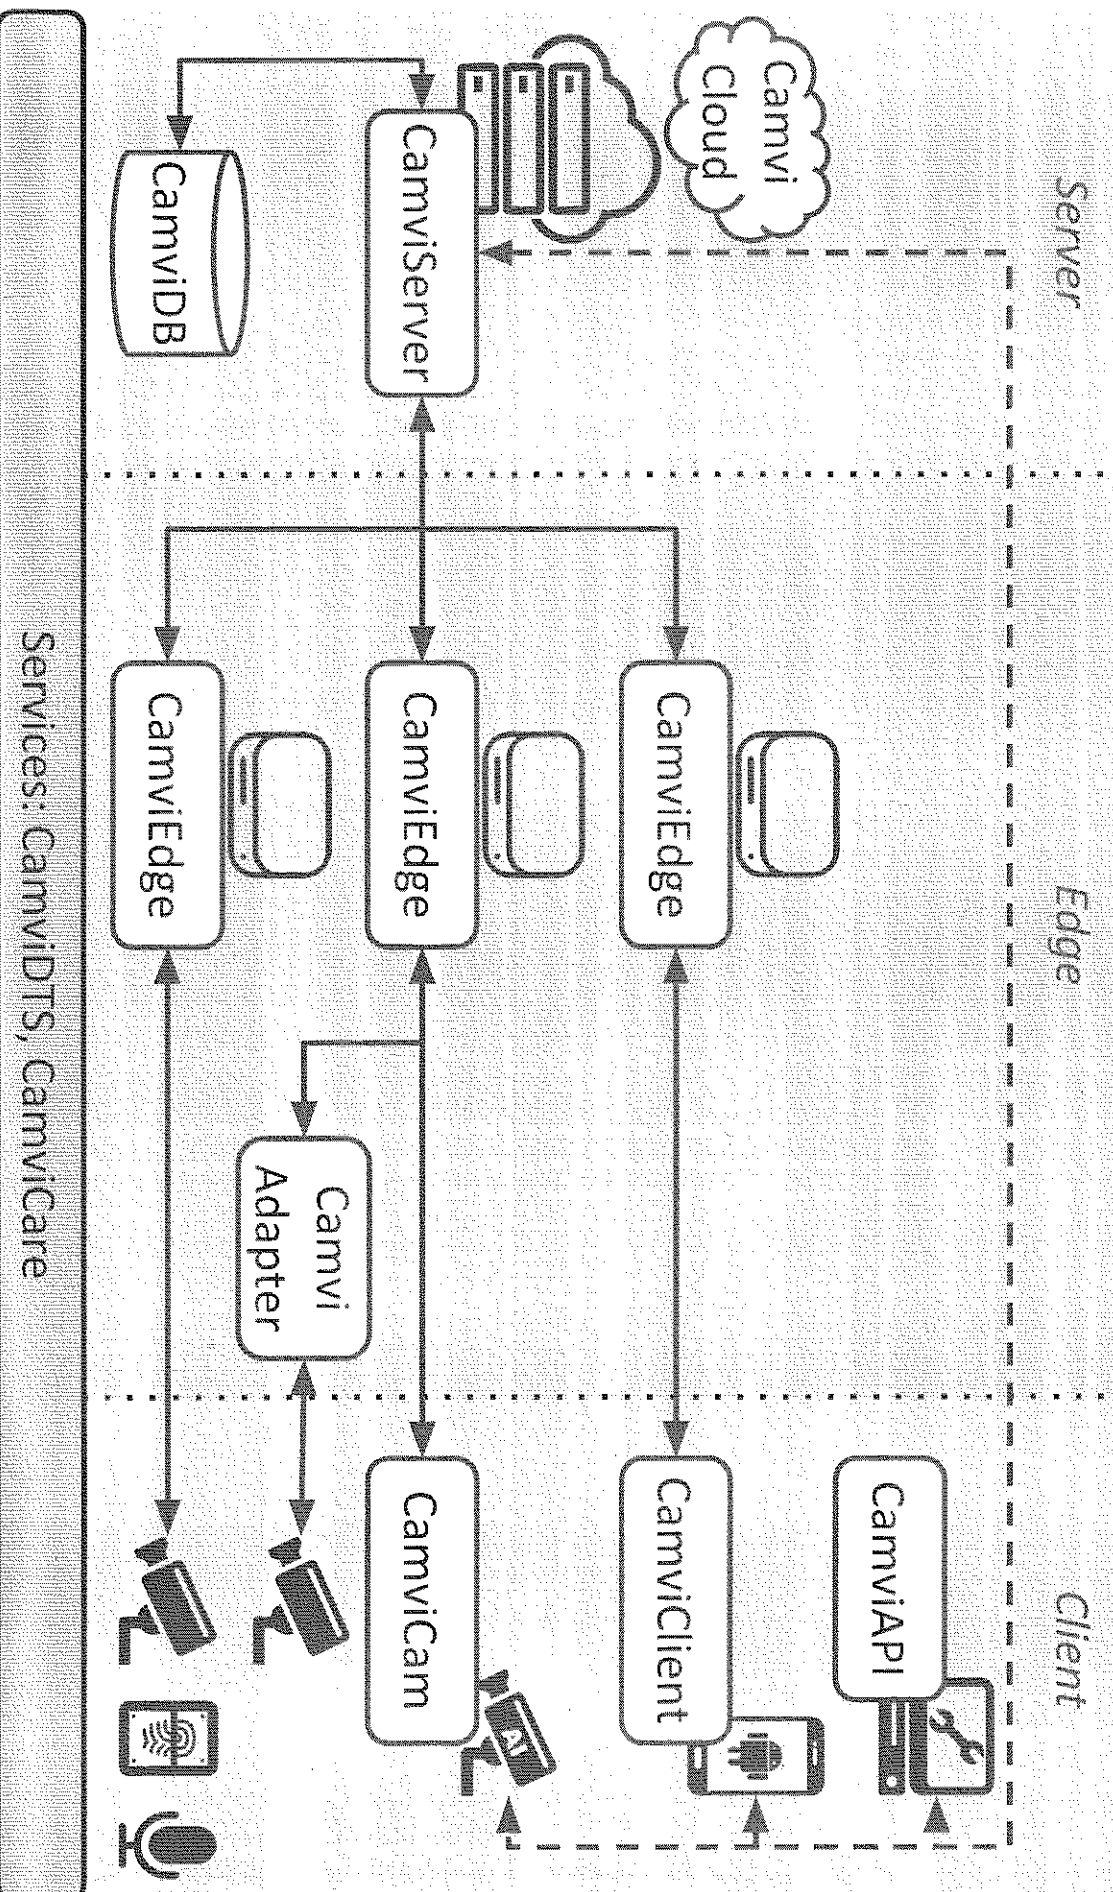 Server
Edge
Client
Camvi
Cloud
CamviAPI
CamviEdge
CamviClient
CamviServer
CamviEdge
CamviCam
AI
Camvi
Adapter
CamviDB
CamviEdge
Services: CamviDTS, CamviCare